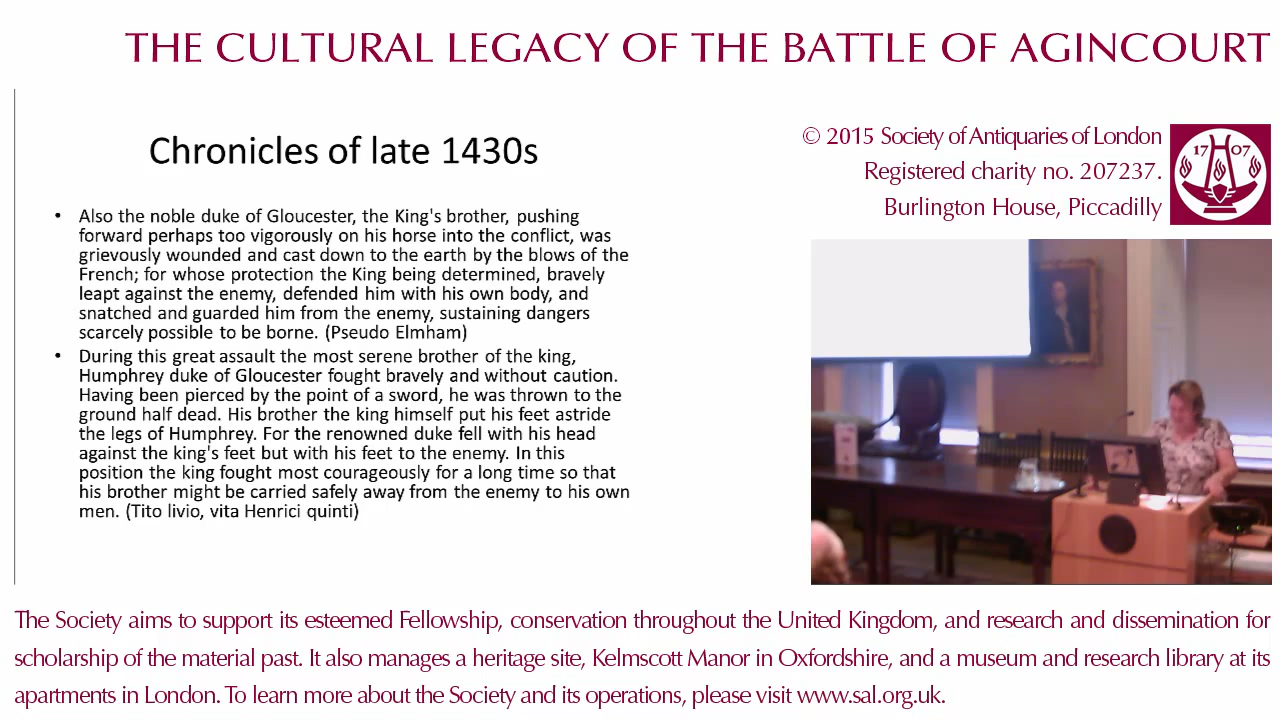 THE CULTURAL LEGACY OF THE BATTLE OF AGINCOURT
Chronicles of late 1430s
• Also the noble duke of Gloucester, the King's brother, pushing
forward perhaps too vigorously on his horse into the conflict, was
grievously wounded and cast down to the earth by the blows of the
French; for whose protection the King being determined, bravely
leapt against the enemy, defended him with his own body, and
snatched and guarded him from the enemy, sustaining dangers
scarcely possible to be borne. (Pseudo Elmham)
• During this great assault the most serene brother of the king,
Humphrey duke of Gloucester fought bravely and without caution.
Having been pierced by the point of a sword, he was thrown to the
ground half dead. His brother the king himself put his feet astride
the legs of Humphrey. For the renowned duke fell with his head
against the king's feet but with his feet to the enemy. In this
position the king fought most courageously for a long time so that
his brother might be carried safely away from the enemy to his own
men. (Tito livio, vita Henrici quinti)
© 2015 Society of Antiquaries of London
Registered charity no. 207237.
Burlington House, Piccadilly
17 07
The Society aims to support its esteemed Fellowship, conservation throughout the United Kingdom, and research and dissemination for
scholarship of the material past. It also manages a heritage site, Kelmscott Manor in Oxfordshire, and a museum and research library at its
apartments in London. To learn more about the Society and its operations, please visit www.sal.org.uk.